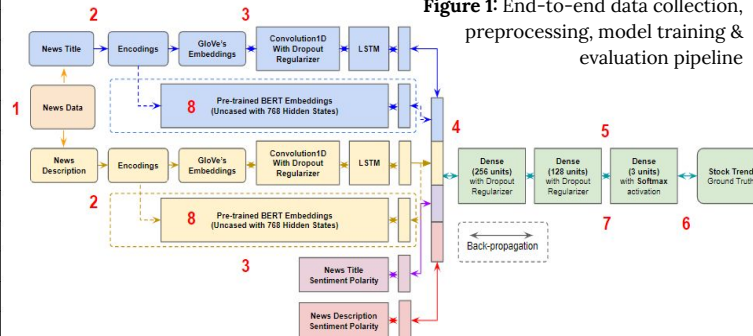 Figure 1: End-to-end data collection,
preprocessing, model training &
evaluation pipeline
2
3
News Title
Encodings
GloVe's
Embeddings
Convolution1D
With Dropout
Regularizer
LSTM
1
News Data
8
Pre-trained BERT Embeddings
(Uncased with 768 Hidden States)
4
5
News
Description
Encodings
GloVe's
Embeddings
Convolution1D
With Dropout
Regularizer
LSTM
Dense
(256 units)
with Dropout
Regularizer
Dense
(128 units)
with Dropout
Regularizer
Dense
(3 units)
with Softmax
activation
Stock Trend
Ground Truth
2
8
Pre-trained BERT Embeddings
(Uncased with 768 Hidden States)
7
6
Back-propagation
3
News Title
Sentiment Polarity
News Description
Sentiment Polarity